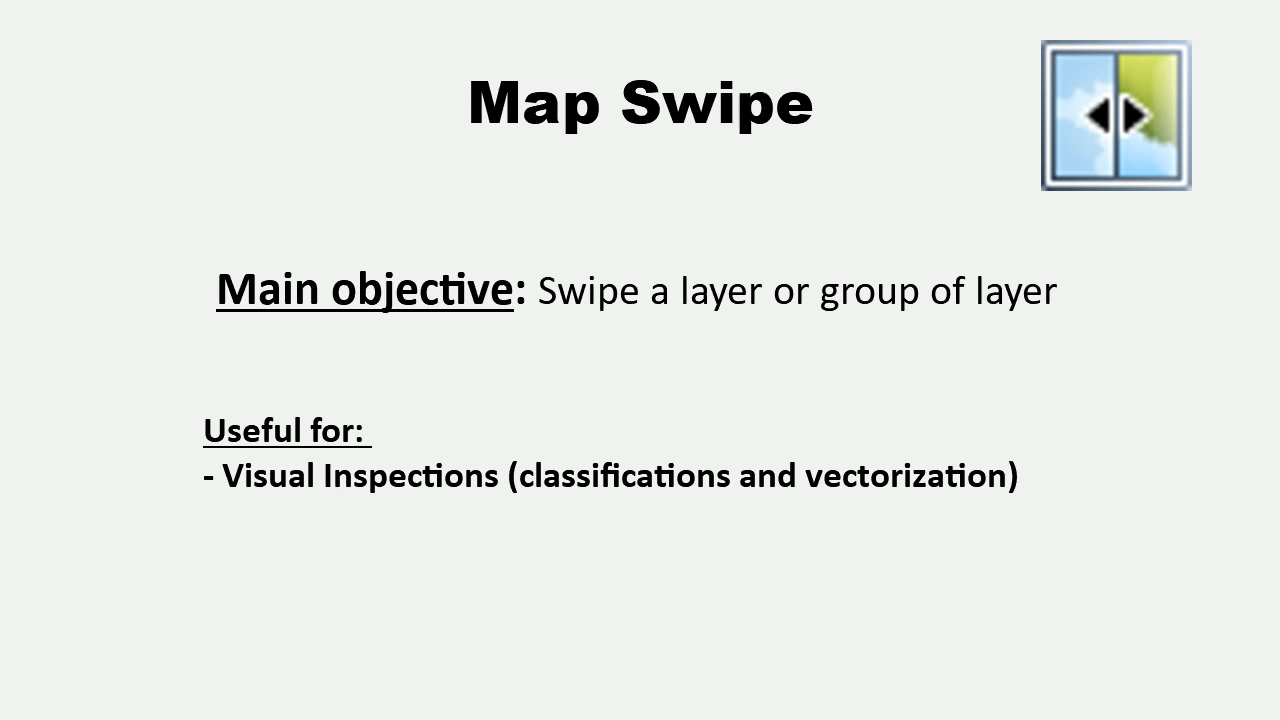 Map Swipe
Main objective: Swipe a layer or group of layer
Useful for:
- Visual Inspections (classifications and vectorization)